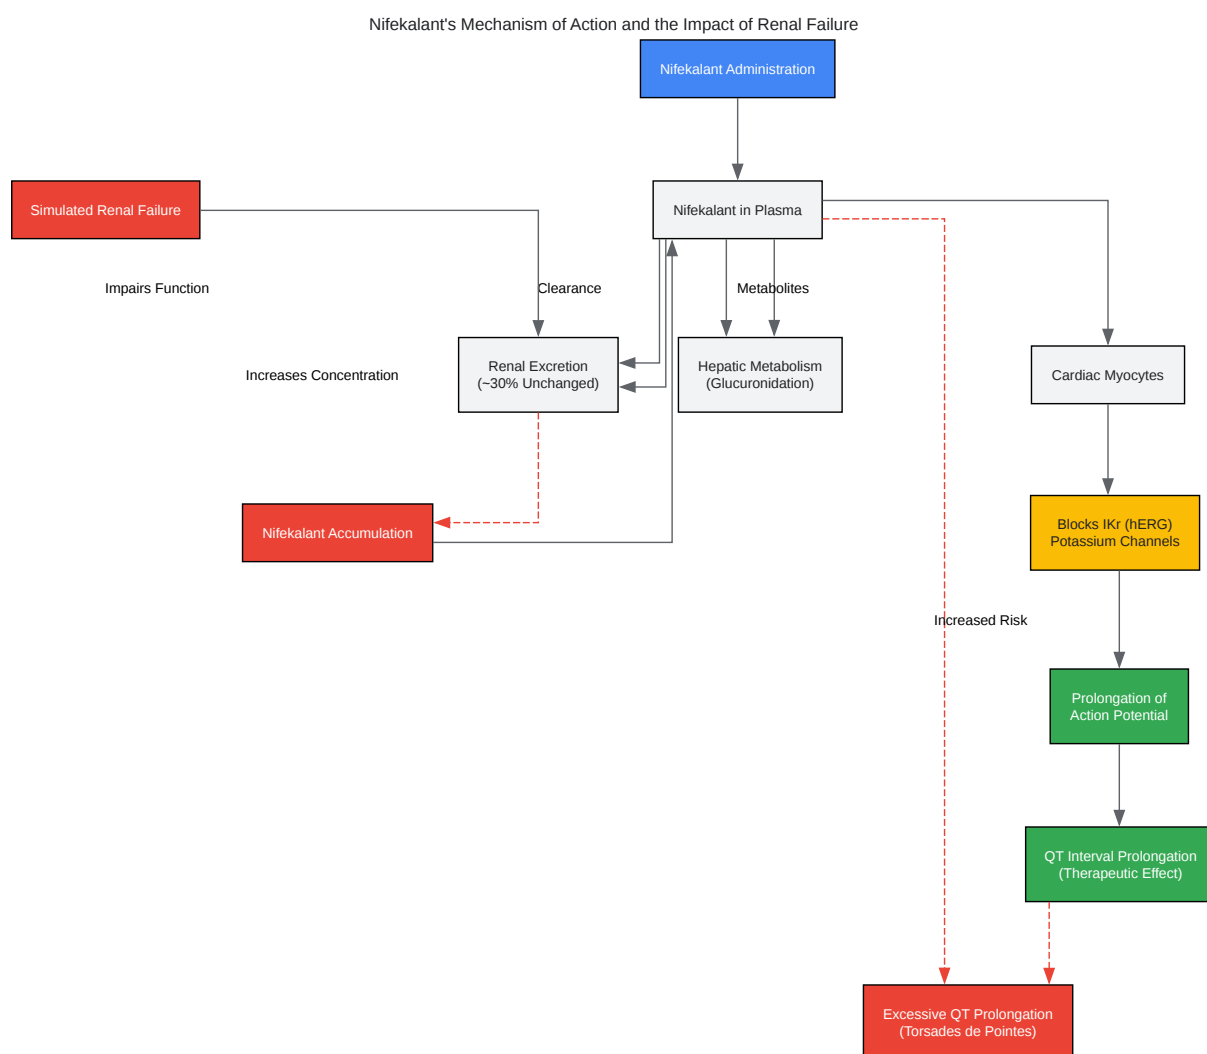 Nifekalant's Mechanism of Action and the Impact of Renal Failure
Nifekalant Administration
Simulated Renal Failure
Nifekalant in Plasma
Impairs Function
Clearance
Metabolites
Renal Excretion
(~30% Unchanged)
Hepatic Metabolism
(Glucuronidation)
Increases Concentration
Cardiac Myocytes
Nifekalant Accumulation
Blocks IKr (hERG)
Potassium Channels
Increased Risk
Prolongation of
Action Potential
QT Interval Prolongation
(Therapeutic Effect)
Excessive QT Prolongation
(Torsades de Pointes)